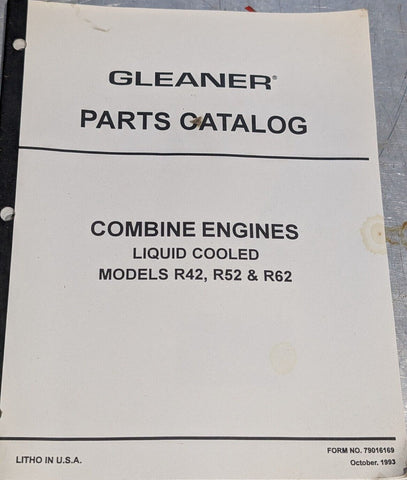 GLEANER®
PARTS CATALOG
COMBINE ENGINES
LIQUID COOLED
MODELS R42, R52 & R62
FORM NO. 79016169
LITHO IN U.S.A.
October, 1993